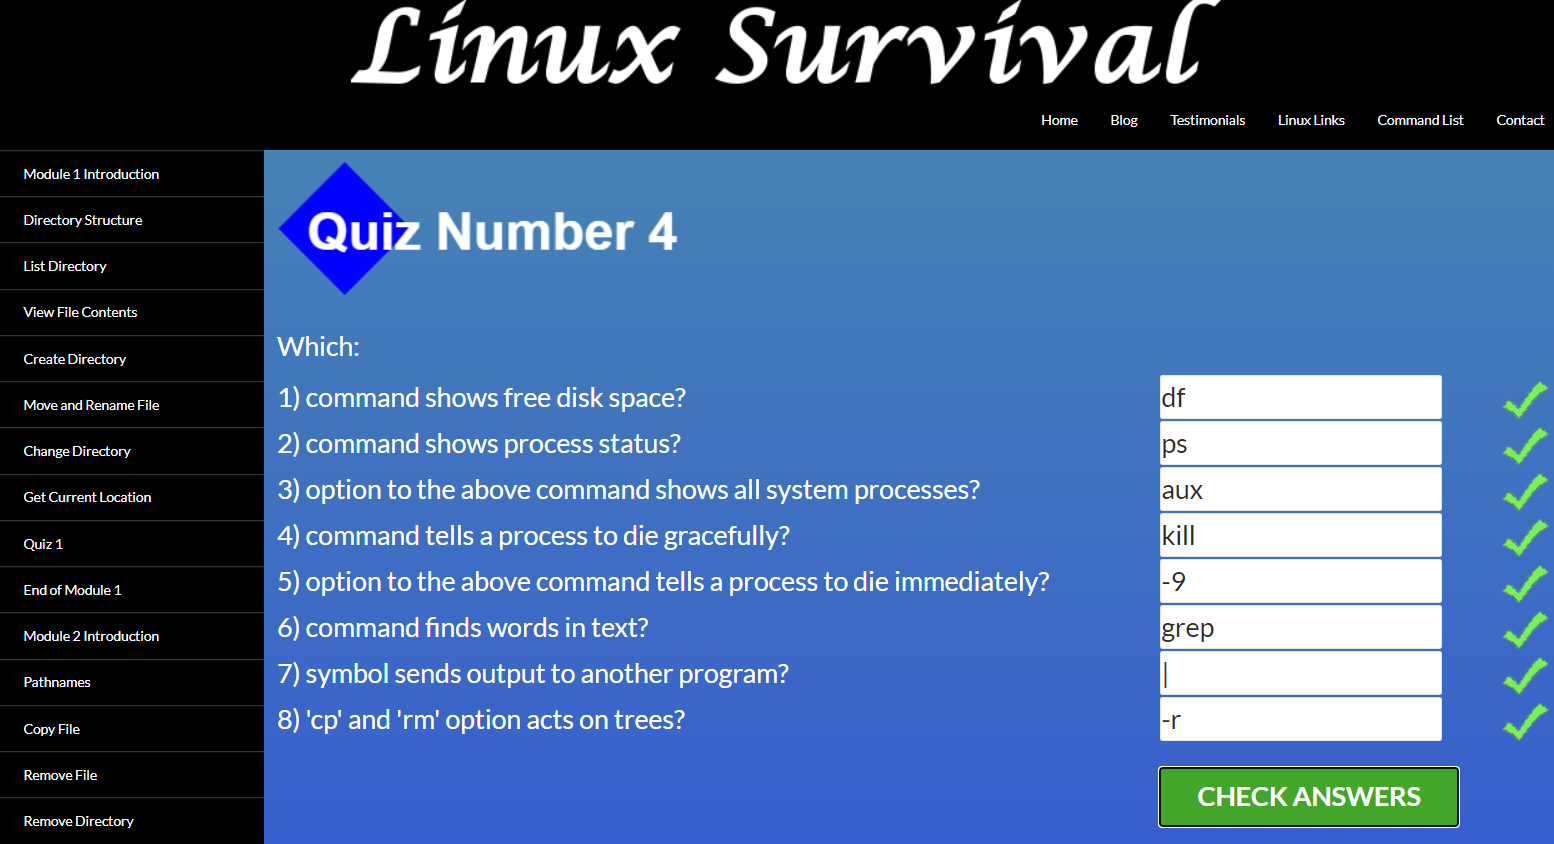 Linux Survival
Home Blog Testimonials Linux Links Command List Contact
Module 1 Introduction
Directory Structure
List Directory
View File Contents
Create Directory
Move and Rename File
Change Directory
Get Current Location
Quiz 1
End of Module 1
Module 2 Introduction
Pathnames
Copy File
Remove File
Remove Directory
Quiz Number 4
Which:
1) command shows free disk space? df
2) command shows process status? ps
3) option to the above command shows all system processes? aux
4) command tells a process to die gracefully? kill
5) option to the above command tells a process to die immediately? -9
6) command finds words in text? grep
7) symbol sends output to another program? |
8) 'cp' and 'rm' option acts on trees? -r
CHECK ANSWERS